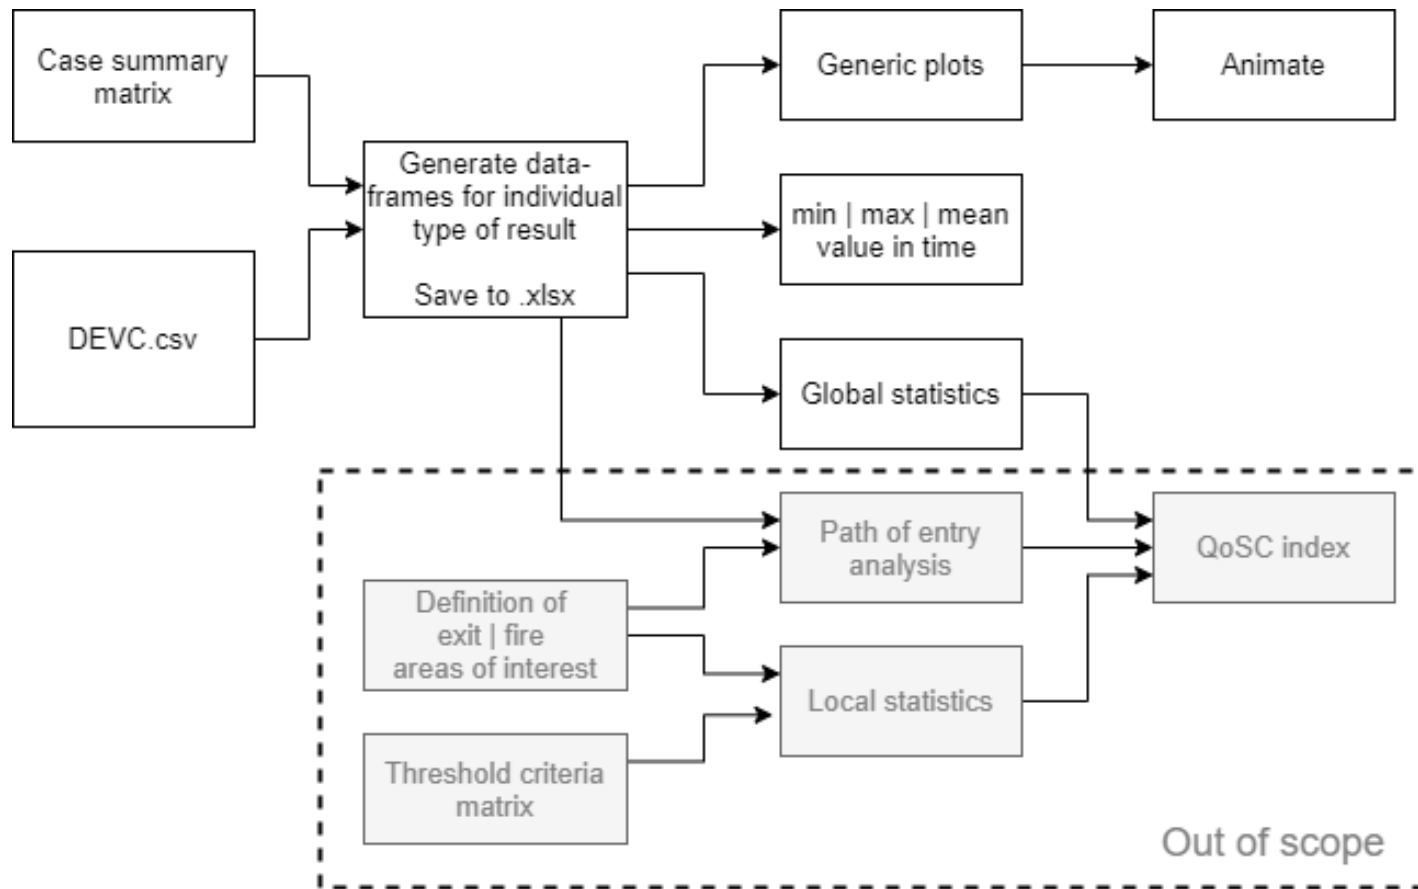 Case summary
matrix
Generic plots
Animate
Generate data-
frames for individual
type of result
Save to .xlsx
min | max | mean
value in time
DEVC.csv
Global statistics
Path of entry
analysis
QoSC index
Definition of
exit | fire
areas of interest
Local statistics
Threshold criteria
matrix
Out of scope